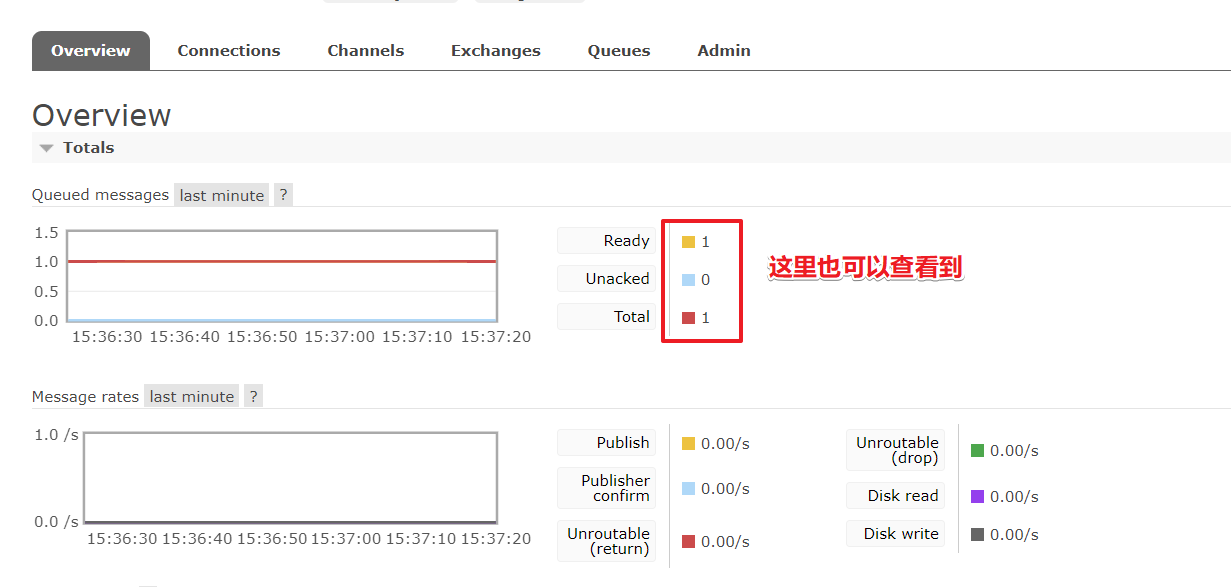 Overview Connections Channels Exchanges Queues Admin
Overview
Totals
Queued messages last minute ?
1.5
1.0
0.5
0.0
15:36:30 15:36:40 15:36:50 15:37:00 15:37:10 15:37:20
Ready 1
Unacked 0
Total 1
这里也可以查看到
Message rates last minute ?
1.0 /s
0.0 /s
15:36:30 15:36:40 15:36:50 15:37:00 15:37:10 15:37:20
Publish 0.00/s
Publisher
confirm 0.00/s
Unroutable
(return) 0.00/s
Unroutable
(drop) 0.00/s
Disk read 0.00/s
Disk write 0.00/s